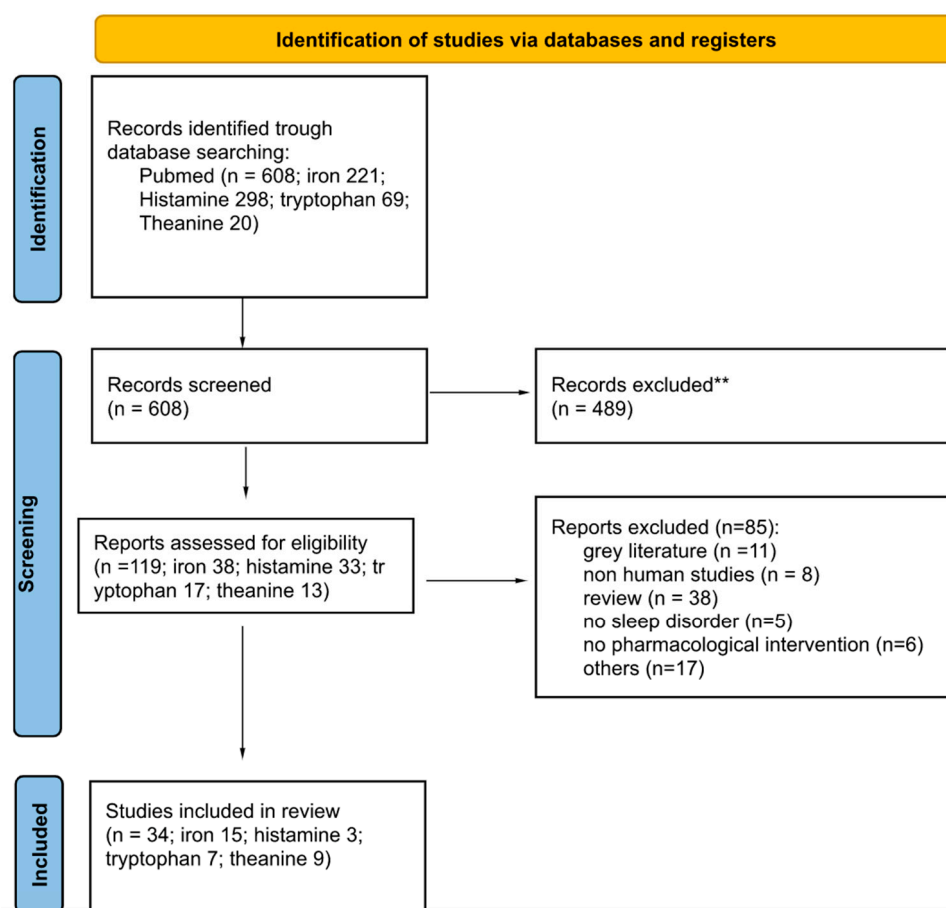 Identification of studies via databases and registers
Identification
Records identified trough
database searching:
Pubmed (n = 608; iron 221;
Histamine 298; tryptophan 69;
Theanine 20)
Screening
Records screened
(n = 608)
Records excluded**
(n = 489)
Reports assessed for eligibility
(n =119; iron 38; histamine 33; tr
yptophan 17; theanine 13)
Reports excluded (n=85):
grey literature (n =11)
non human studies (n = 8)
review (n = 38)
no sleep disorder (n=5)
no pharmacological intervention (n=6)
others (n=17)
Included
Studies included in review
(n = 34; iron 15; histamine 3;
tryptophan 7; theanine 9)